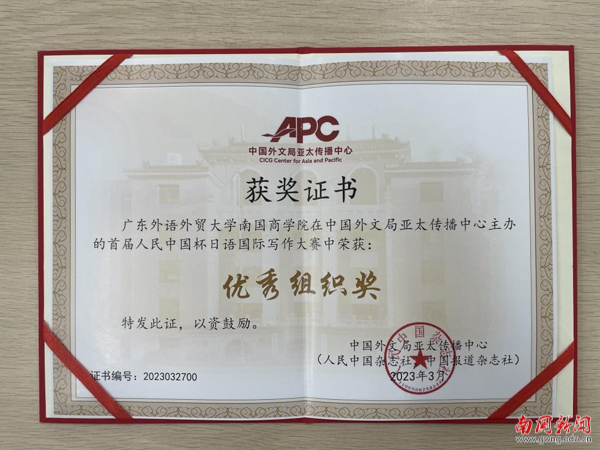 APC
中国外文局亚太传播中心
CICG Center for Asia and Pacific
获奖证书
广东外语外贸大学南国商学院在中国外文局亚太传播中心主办
的首届人民中国杯日语国际写作大赛中荣获：
优秀组织奖
特发此证，以资鼓励。
中国外文局亚太传播中心
（人民中国杂志社、中国报道杂志社）
2023年3月
证书编号：2023032700
南国新闻
www.gwng.edu.cn